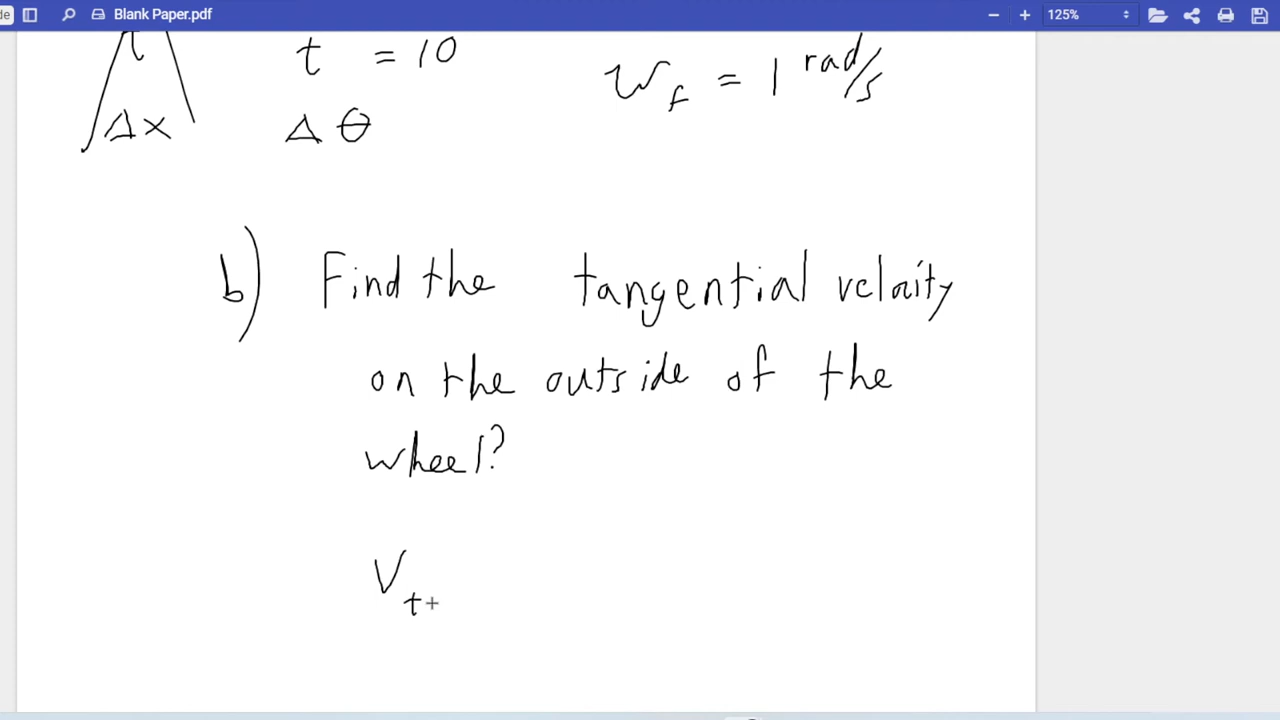 Blank Paper.pdf
125%
t = 10
ω_f = 1 rad/s
Δx
Δθ
b) Find the tangential velocity
on the outside of the
wheel?
V_t